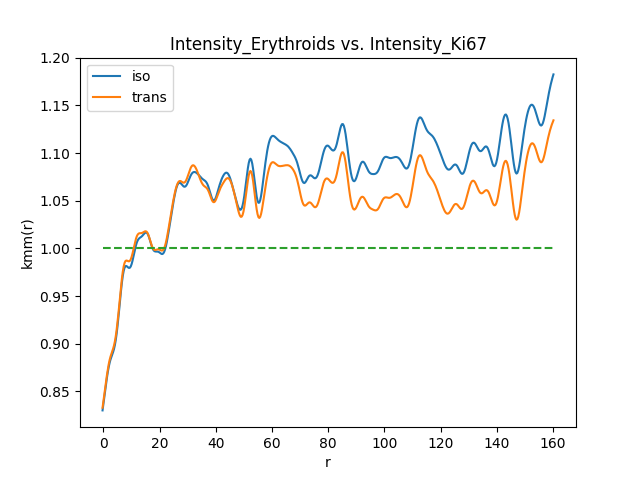 Intensity_Erythroids vs. Intensity_Ki67
iso
trans
kmm(r)
1.20
1.15
1.10
1.05
1.00
0.95
0.90
0.85
0 20 40 60 80 100 120 140 160
r